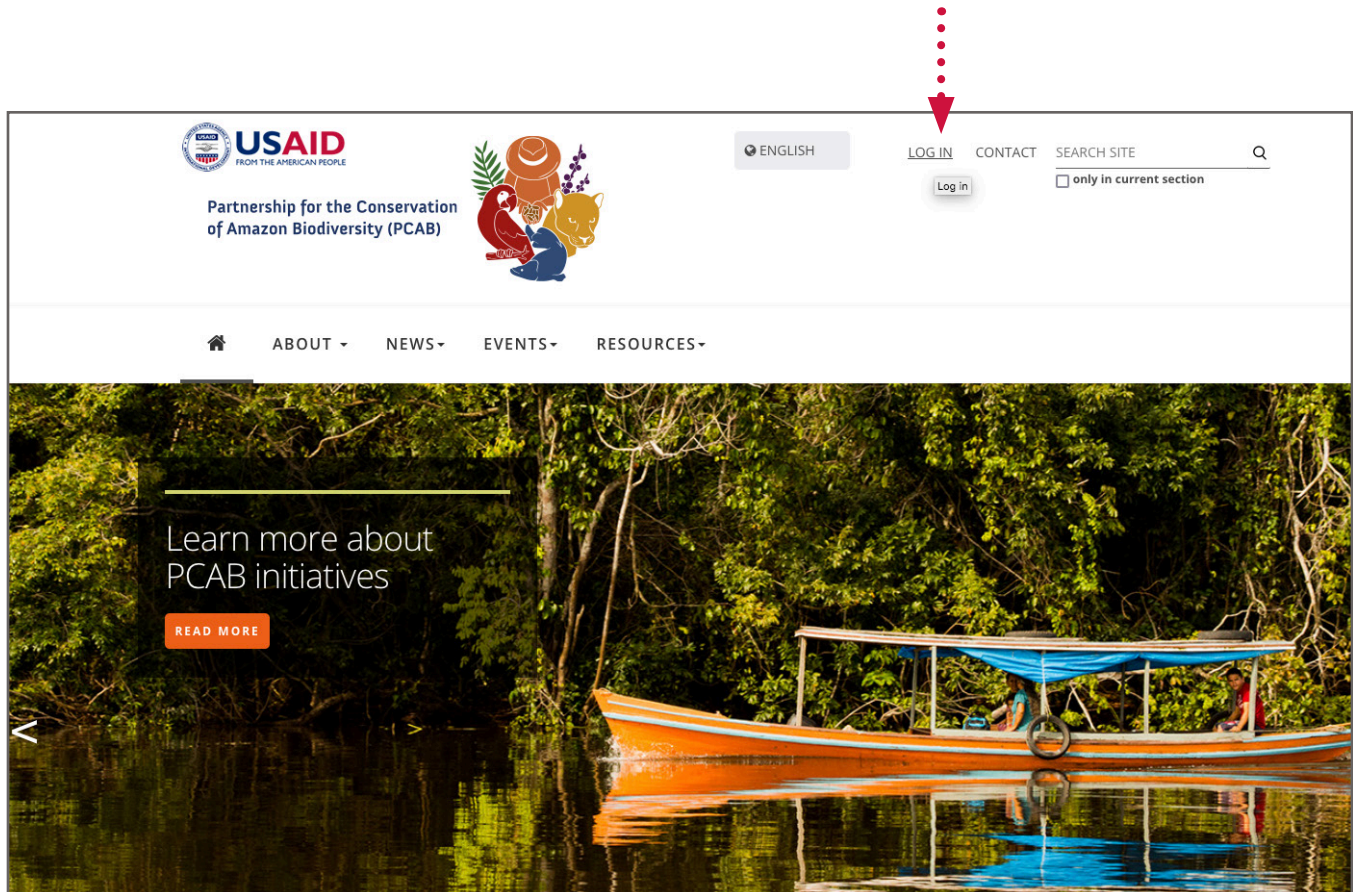 USAID
FROM THE AMERICAN PEOPLE
Partnership for the Conservation
of Amazon Biodiversity (PCAB)
ENGLISH
LOG IN
CONTACT
SEARCH SITE
only in current section
Log in
ABOUT
NEWS
EVENTS
RESOURCES
Learn more about
PCAB initiatives
READ MORE
<
>